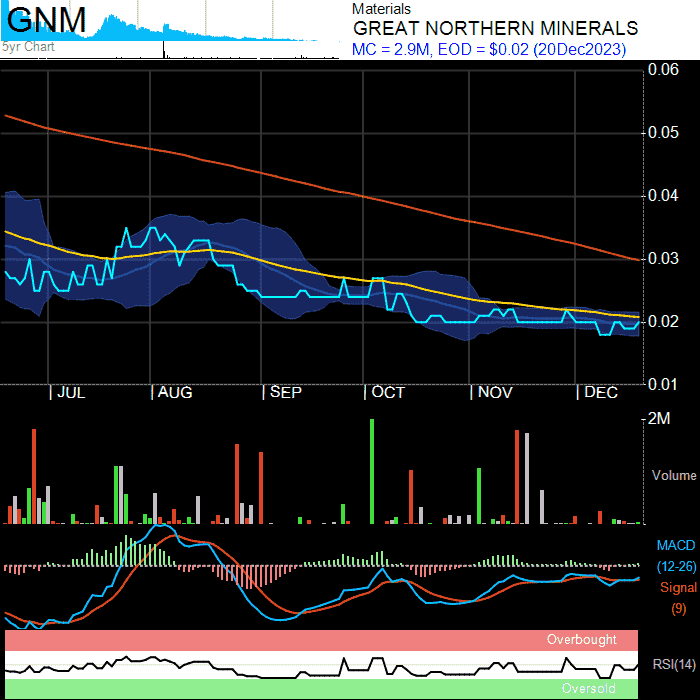 GNM
5yr Chart
Materials
GREAT NORTHERN MINERALS
MC = 2.9M, EOD = $0.02 (20Dec2023)
0.06
0.05
0.04
0.03
0.02
0.01
JUL AUG SEP OCT NOV DEC
2M
Volume
MACD
(12-26)
Signal
(9)
Overbought
RSI(14)
Oversold